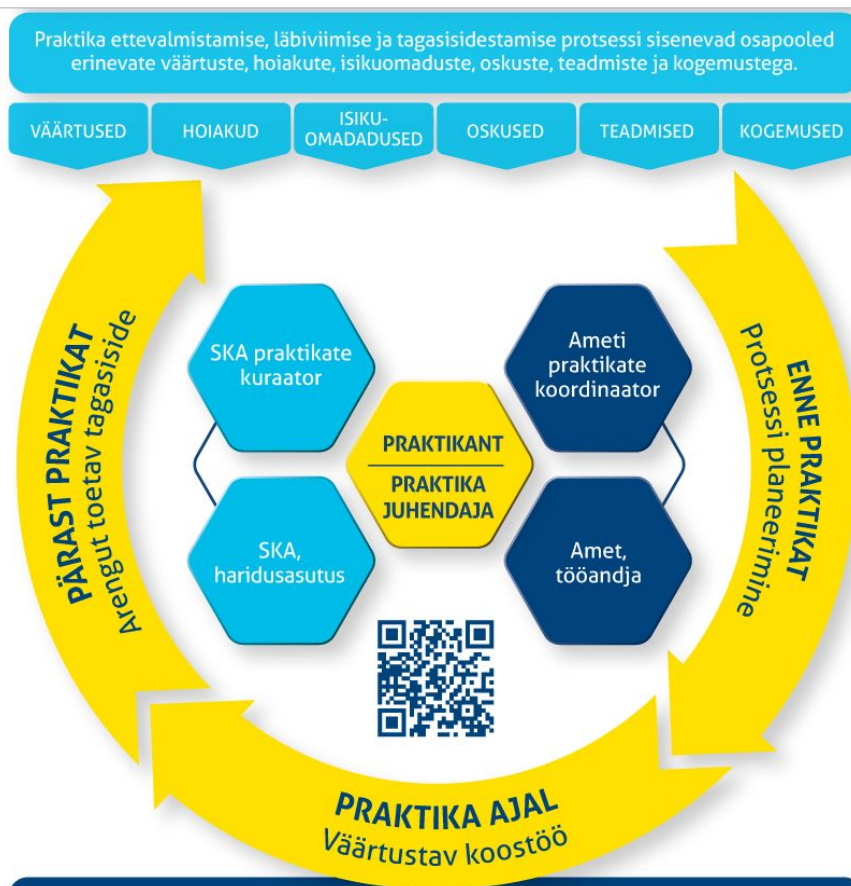 Praktika ettevalmistamise, läbiviimise ja tagasisidestamise protsessi sisenevad osapooled
erinevate väärtuste, hoiakute, isikuomaduste, oskuste, teadmiste ja kogemustega.
VÄÄRTUSED
HOIAKUD
ISIKU-
OMADADUSED
OSKUSED
TEADMISED
KOGEMUSED
SKA praktikate
kuraator
Ameti
praktikate
koordinaator
PRAKTIKANT
PRAKTIKA
JUHENDAJA
SKA,
haridusasutus
Amet,
tööandja
ENNE PRAKTIKAT
Protsessi planeerimine
PRAKTIKA AJAL
Väärtustav koostöö
PÄRAST PRAKTIKAT
Arengut toetav tagasiside